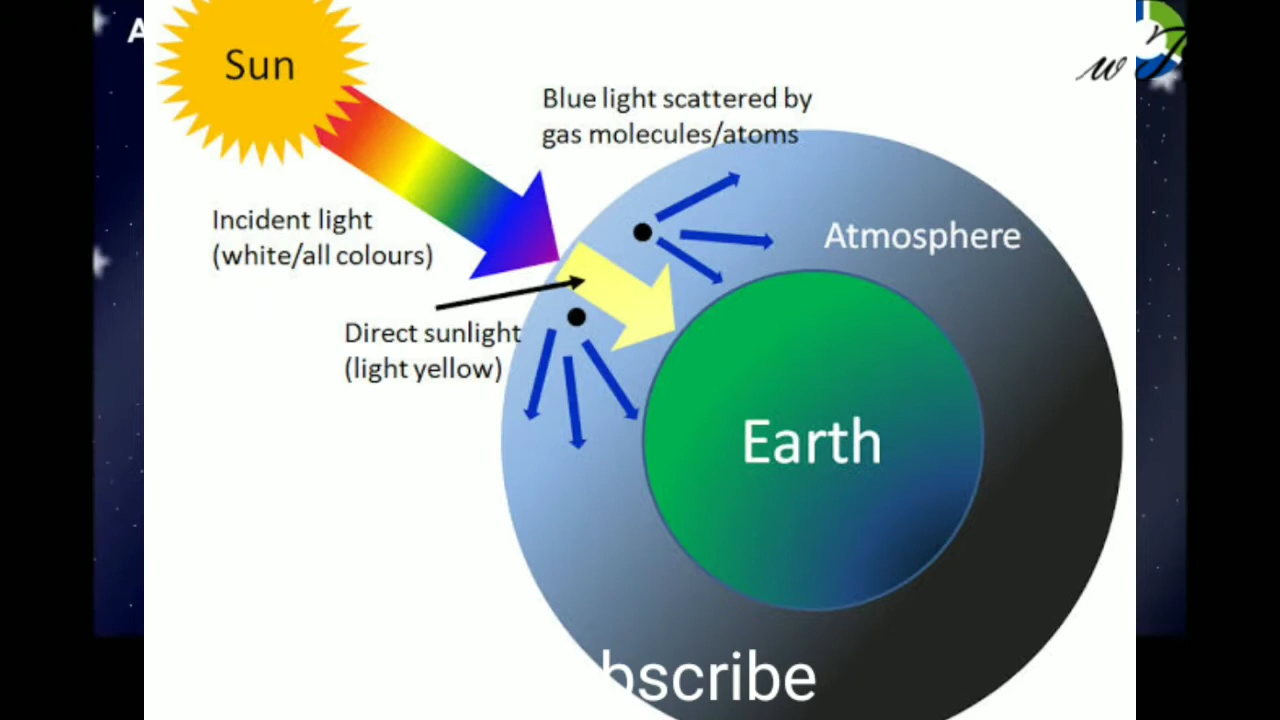 Sun
Blue light scattered by
gas molecules/atoms
Incident light
(white/all colours)
Atmosphere
Direct sunlight
(light yellow)
Earth
bscribe